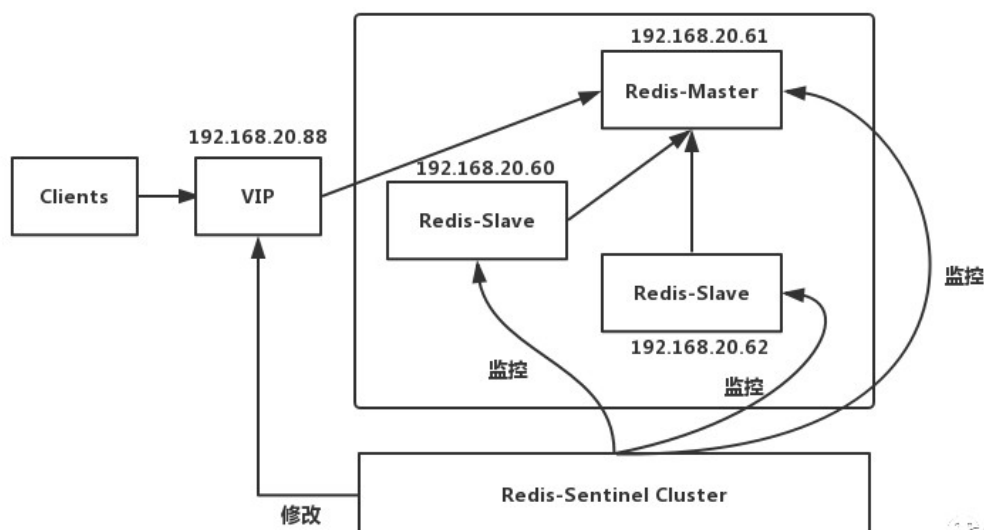 192.168.20.61
Redis-Master
192.168.20.88
192.168.20.60
Clients
VIP
Redis-Slave
监控
Redis-Slave
192.168.20.62
监控
监控
Redis-Sentinel Cluster
修改